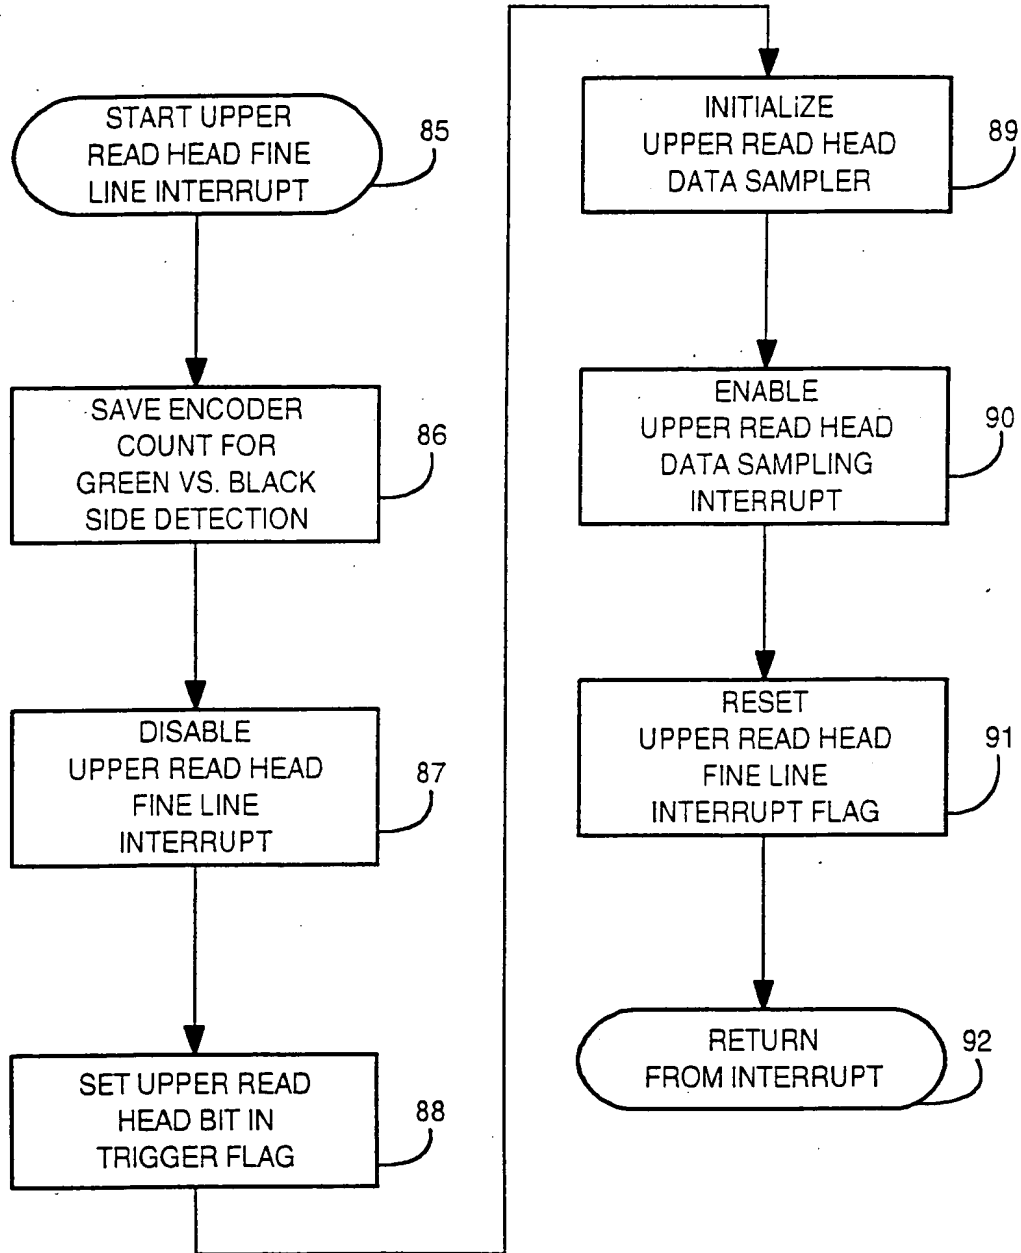 START UPPER
READ HEAD FINE
LINE INTERRUPT
85
SAVE ENCODER
COUNT FOR
GREEN VS. BLACK
SIDE DETECTION
86
DISABLE
UPPER READ HEAD
FINE LINE
INTERRUPT
87
SET UPPER READ
HEAD BIT IN
TRIGGER FLAG
88
INITIALIZE
UPPER READ HEAD
DATA SAMPLER
89
ENABLE
UPPER READ HEAD
DATA SAMPLING
INTERRUPT
90
RESET
UPPER READ HEAD
FINE LINE
INTERRUPT FLAG
91
RETURN
FROM INTERRUPT
92